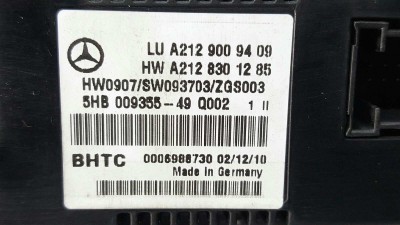 LU A212 900 94 09
HW A212 830 12 85
HW0907/SW093703/ZGS003
5HB 009355-49 Q002 1 II
BHTC 0006988730 02/12/10
Made in Germany